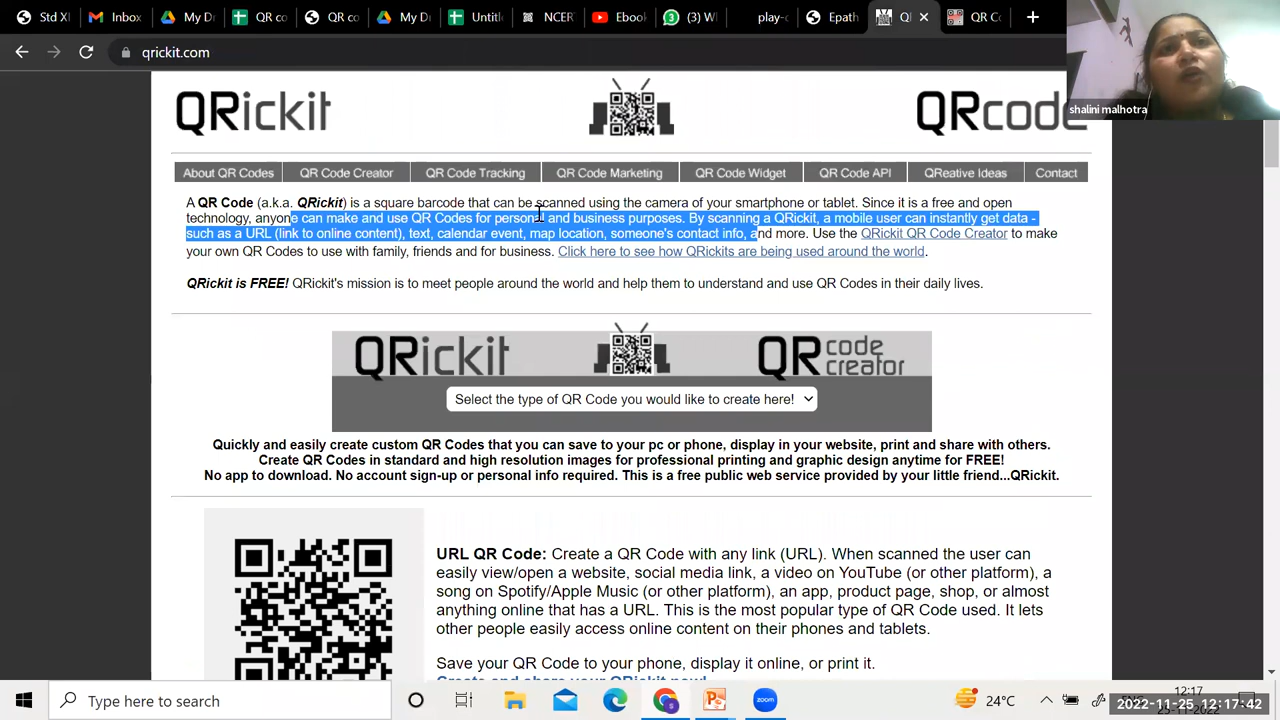 Std XI
Inbox
My Dr
QR co
QR co
My Dr
Untitle
NCER
Ebook
(3) W
play-c
Epath
QR Co
qrickit.com
shalini malhotra
QRickit
QRcode
About QR Codes
QR Code Creator
QR Code Tracking
QR Code Marketing
QR Code Widget
QR Code API
QReative Ideas
Contact
A QR Code (a.k.a. QRickit) is a square barcode that can be scanned using the camera of your smartphone or tablet. Since it is a free and open
technology, anyone can make and use QR Codes for personal and business purposes. By scanning a QRickit, a mobile user can instantly get data -
such as a URL (link to online content), text, calendar event, map location, someone's contact info, and more. Use the QRickit QR Code Creator to make
your own QR Codes to use with family, friends and for business. Click here to see how QRickits are being used around the world.
QRickit is FREE! QRickit's mission is to meet people around the world and help them to understand and use QR Codes in their daily lives.
QRickit
QR code creator
Select the type of QR Code you would like to create here!
Quickly and easily create custom QR Codes that you can save to your pc or phone, display in your website, print and share with others.
Create QR Codes in standard and high resolution images for professional printing and graphic design anytime for FREE!
No app to download. No account sign-up or personal info required. This is a free public web service provided by your little friend...QRickit.
URL QR Code: Create a QR Code with any link (URL). When scanned the user can
easily view/open a website, social media link, a video on YouTube (or other platform), a
song on Spotify/Apple Music (or other platform), an app, product page, shop, or almost
anything online that has a URL. This is the most popular type of QR Code used. It lets
other people easily access online content on their phones and tablets.
Save your QR Code to your phone, display it online, or print it.
Create and share your QRickit now!
Type here to search
24°C
12:17
2022-11-25 12:17:42